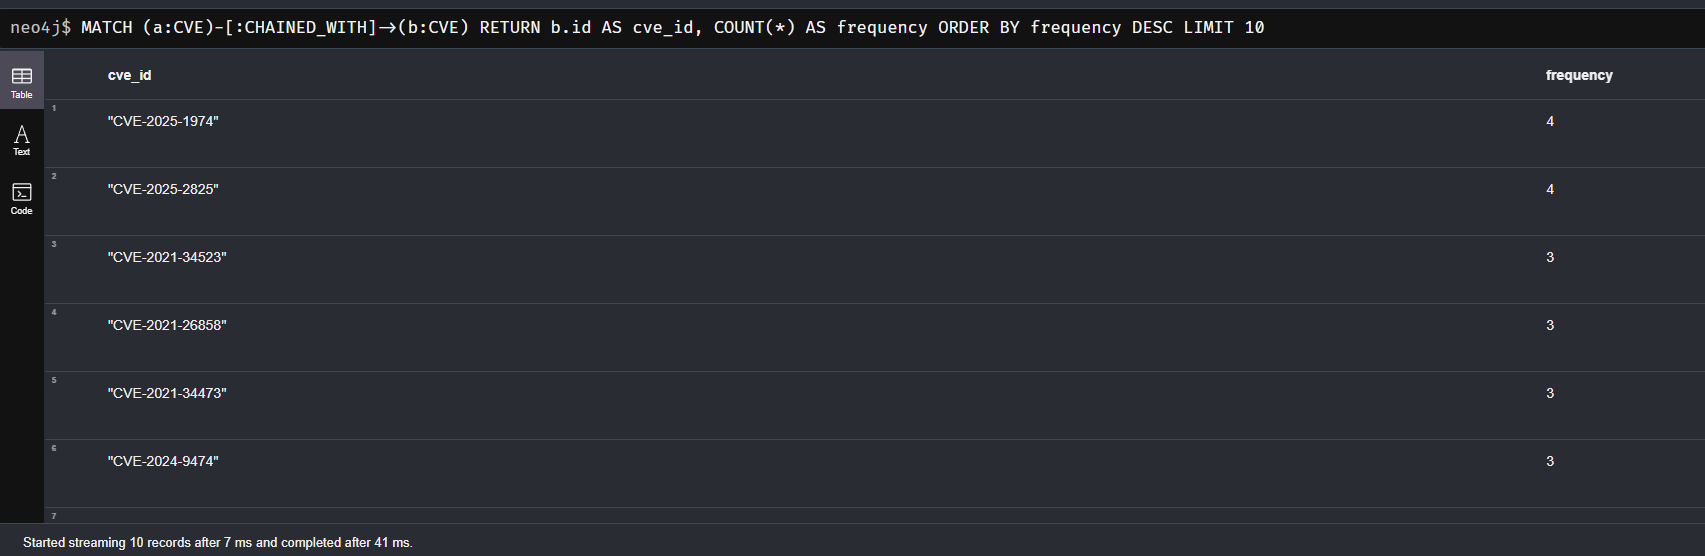 neo4j$ MATCH (a:CVE)-[:CHAINED_WITH]→(b:CVE) RETURN b.id AS cve_id, COUNT(*) AS frequency ORDER BY frequency DESC LIMIT 10
Table
Text
Code
cve_id frequency
1 "CVE-2025-1974" 4
2 "CVE-2025-2825" 4
3 "CVE-2021-34523" 3
4 "CVE-2021-26858" 3
5 "CVE-2021-34473" 3
6 "CVE-2024-9474" 3
7
Started streaming 10 records after 7 ms and completed after 41 ms.